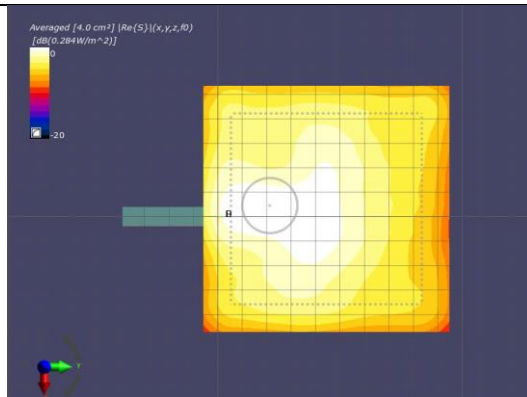 Averaged [4.0 cm³] |Re{S}|(x,y,z,f0)
[dB(0.284W/m^2)]
0
-20
Y